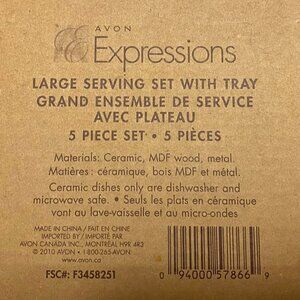 AVON
Expressions
LARGE SERVING SET WITH TRAY
GRAND ENSEMBLE DE SERVICE
AVEC PLATEAU
5 PIECE SET • 5 PIÈCES
Materials: Ceramic, MDF wood, metal.
Matières : céramique, bois MDF et métal.
Ceramic dishes only are dishwasher and
microwave safe. • Seuls les plats en céramique
vont au lave-vaisselle et au micro-ondes
MADE IN CHINA / FAIT EN CHINE
IMPORTED BY / IMPORTÉ PAR
AVON CANADA INC., MONTRÉAL H9R 4R3
© 2010 AVON • 1-800-265-AVON
www.avon.ca
FSC#: F3458251
0 94000 57866 9